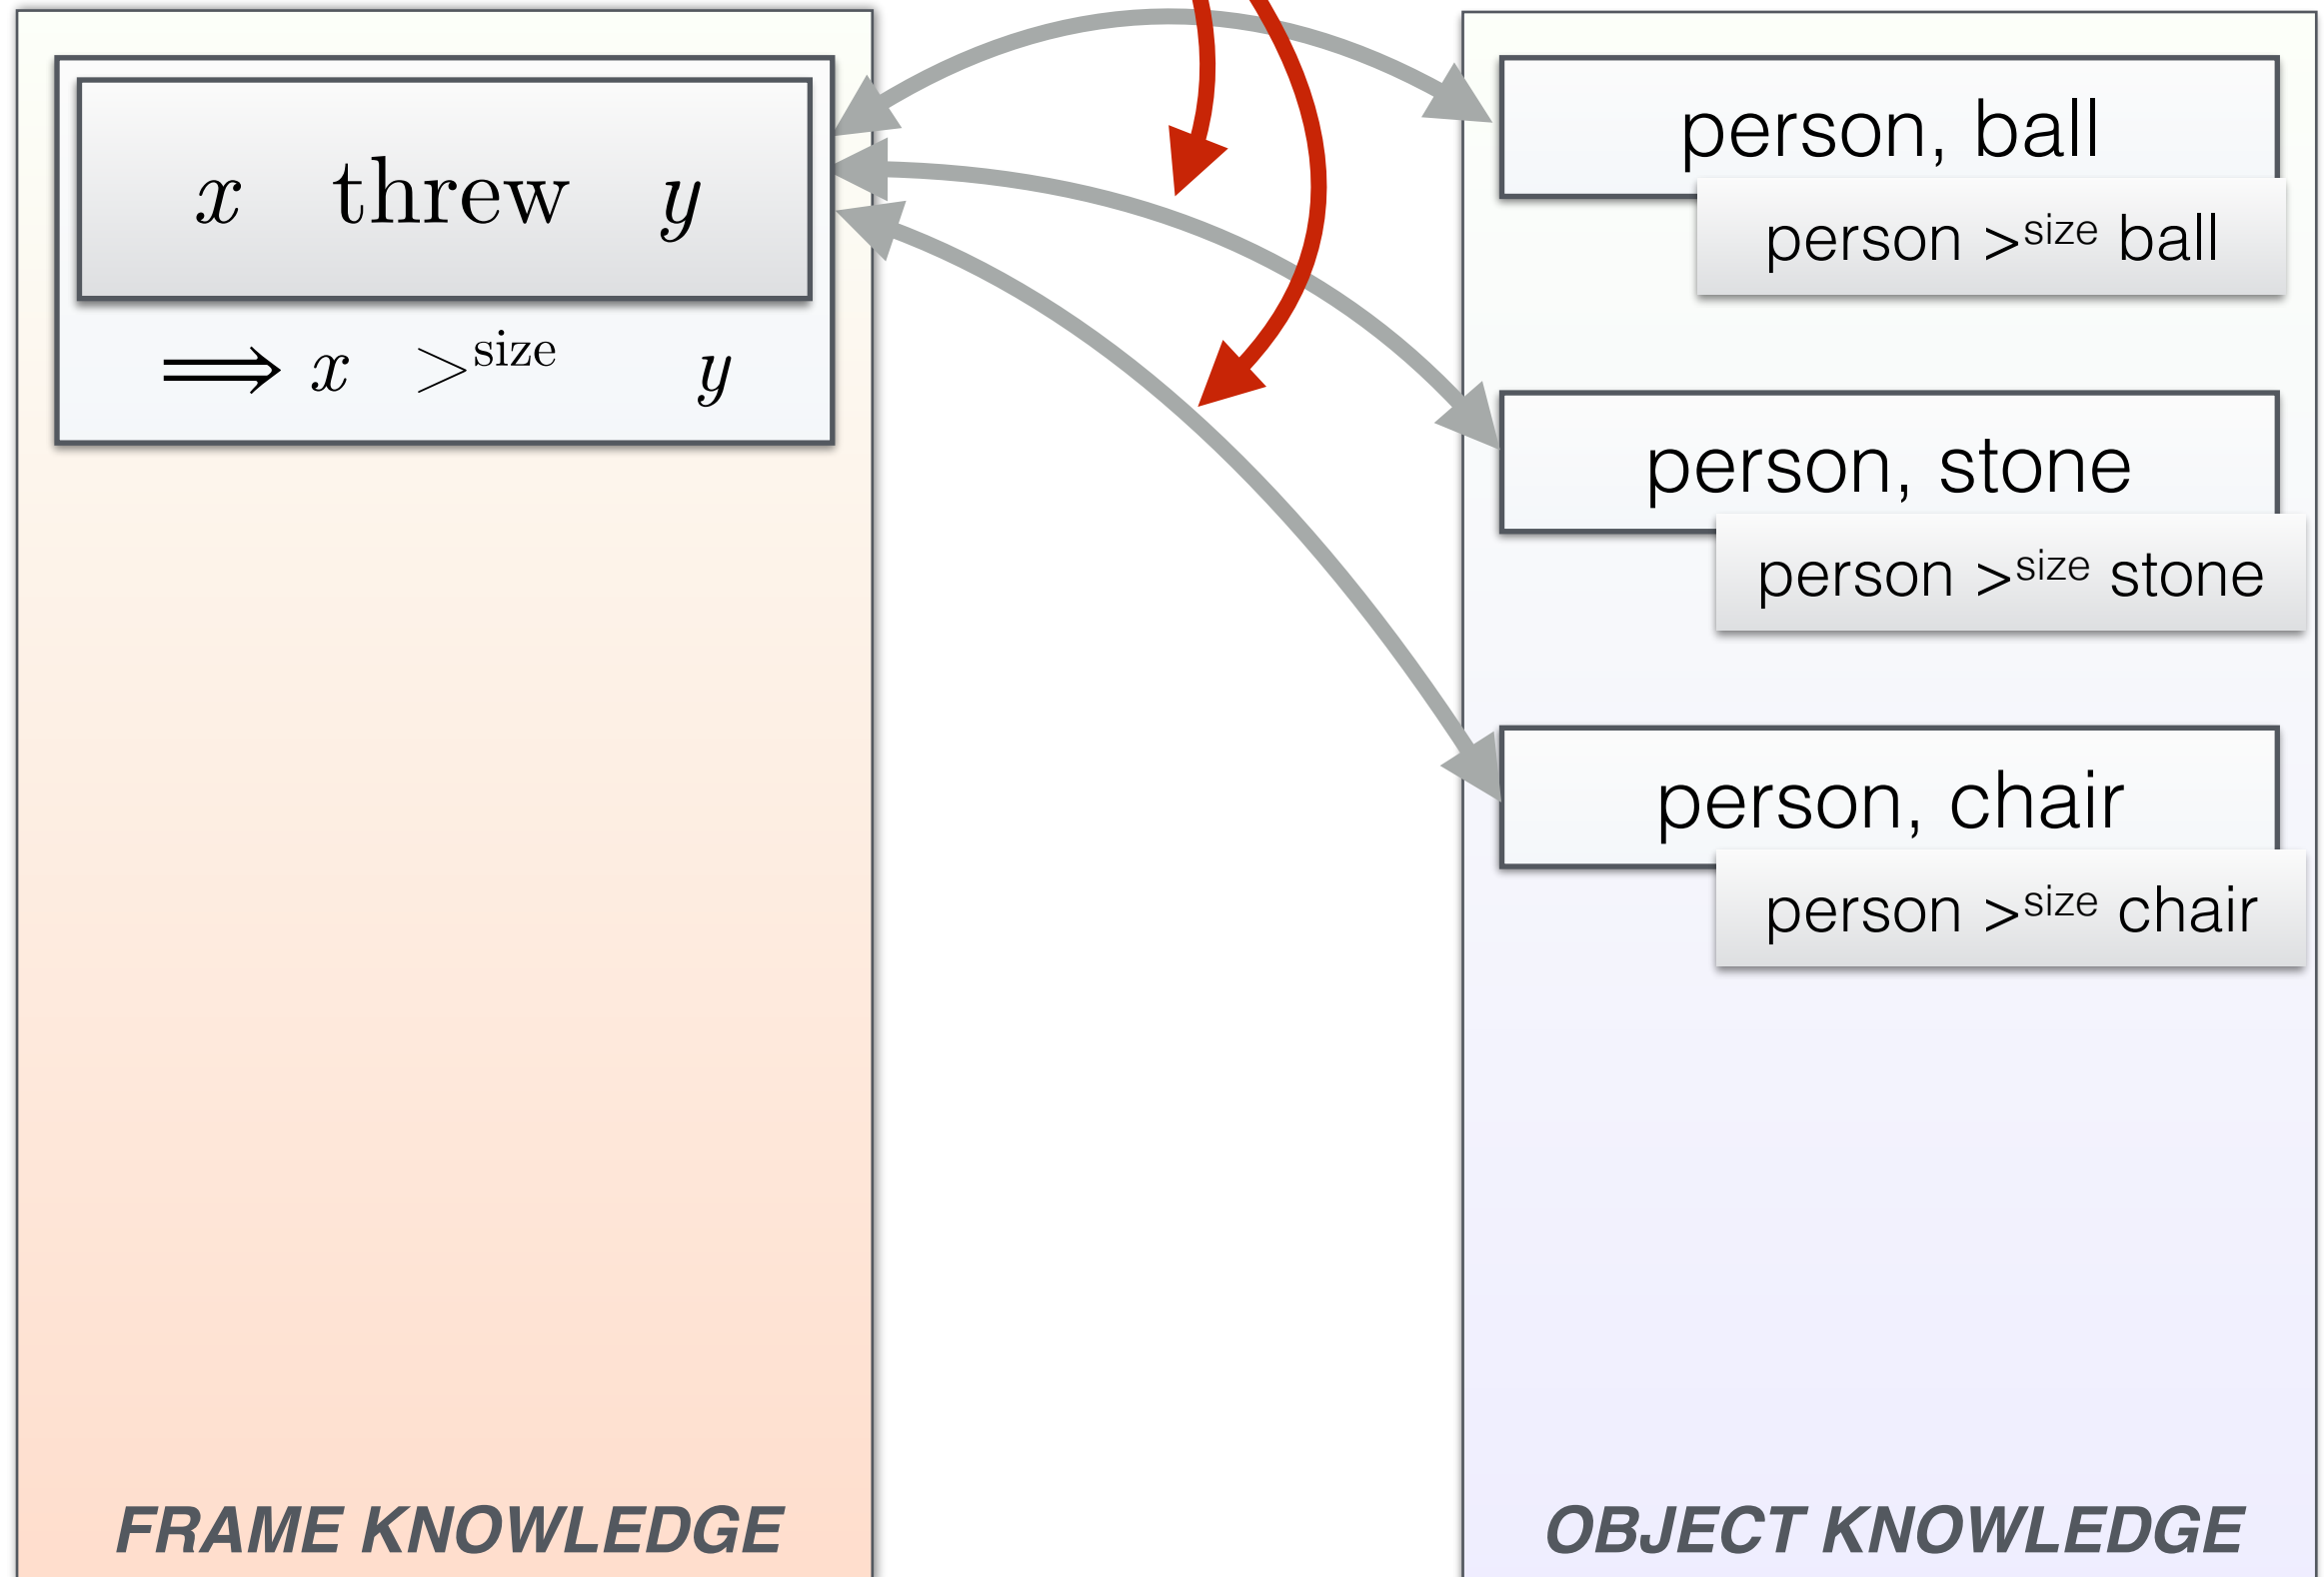 x threw y
⟹ x >^size y
FRAME KNOWLEDGE
person, ball
person >^size ball
person, stone
person >^size stone
person, chair
person >^size chair
OBJECT KNOWLEDGE